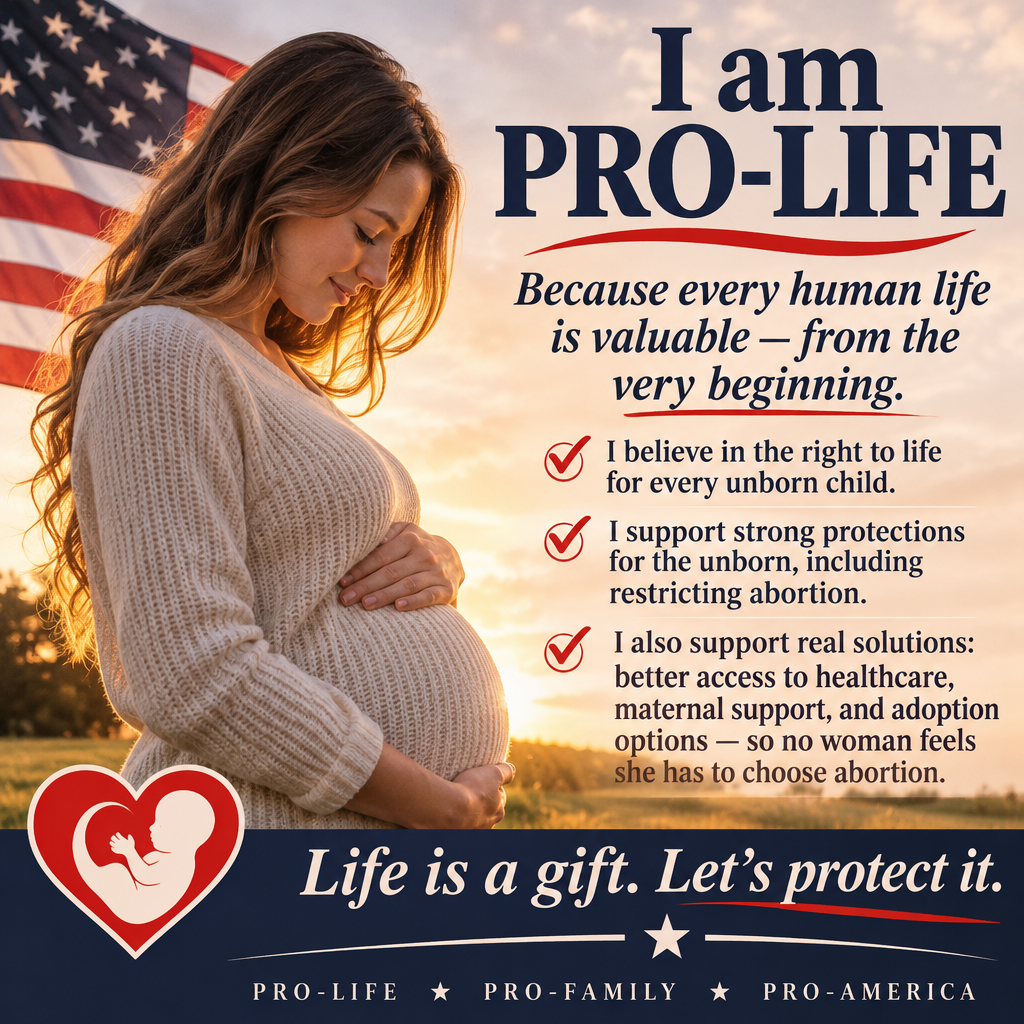 I am
PRO-LIFE
Because every human life
is valuable — from the
very beginning.
I believe in the right to life
for every unborn child.
I support strong protections
for the unborn, including
restricting abortion.
I also support real solutions:
better access to healthcare,
maternal support, and adoption
options — so no woman feels
she has to choose abortion.
Life is a gift. Let's protect it.
PRO-LIFE ★ PRO-FAMILY ★ PRO-AMERICA